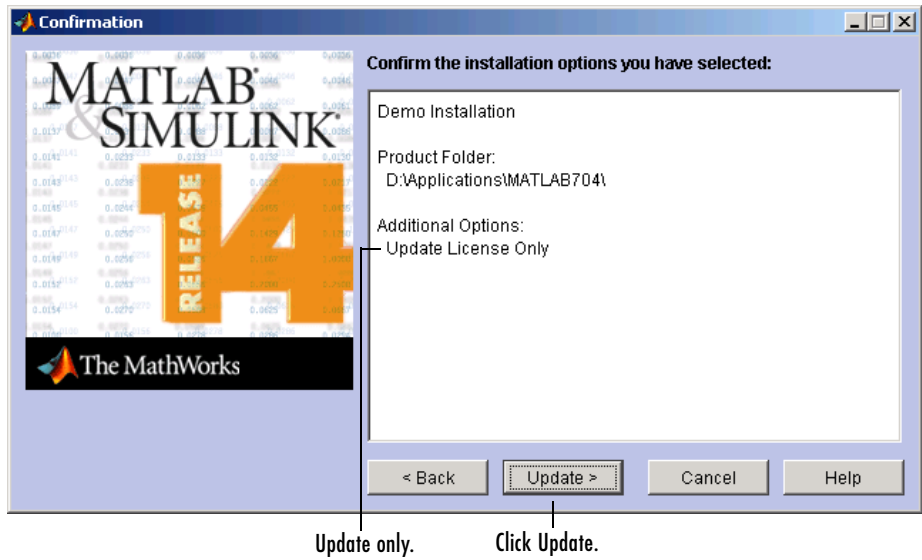 Confirmation
MATLAB®
& SIMULINK®
RELEASE
14
The MathWorks
Confirm the installation options you have selected:
Demo Installation
Product Folder:
D:\Applications\MATLAB704\
Additional Options:
Update License Only
< Back
Update >
Cancel
Help
Update only.
Click Update.